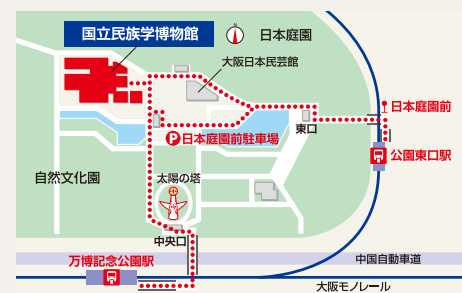 国立民族学博物館
N
日本庭園
大阪日本民芸館
日本庭園前
東口
P日本庭園前駐車場
公園東口駅
自然文化園
太陽の塔
中央口
万博記念公園駅
中国自動車道
大阪モノレール